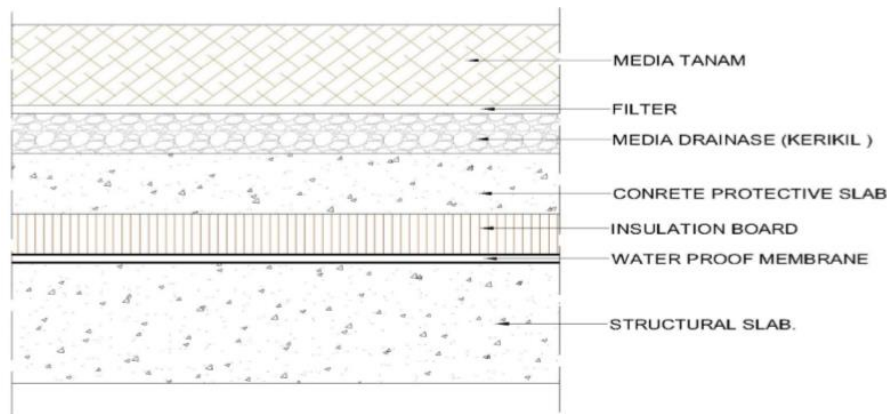 MEDIA TANAM
FILTER
MEDIA DRAINASE (KERIKIL )
CONRETE PROTECTIVE SLAB
INSULATION BOARD
WATER PROOF MEMBRANE
STRUCTURAL SLAB.